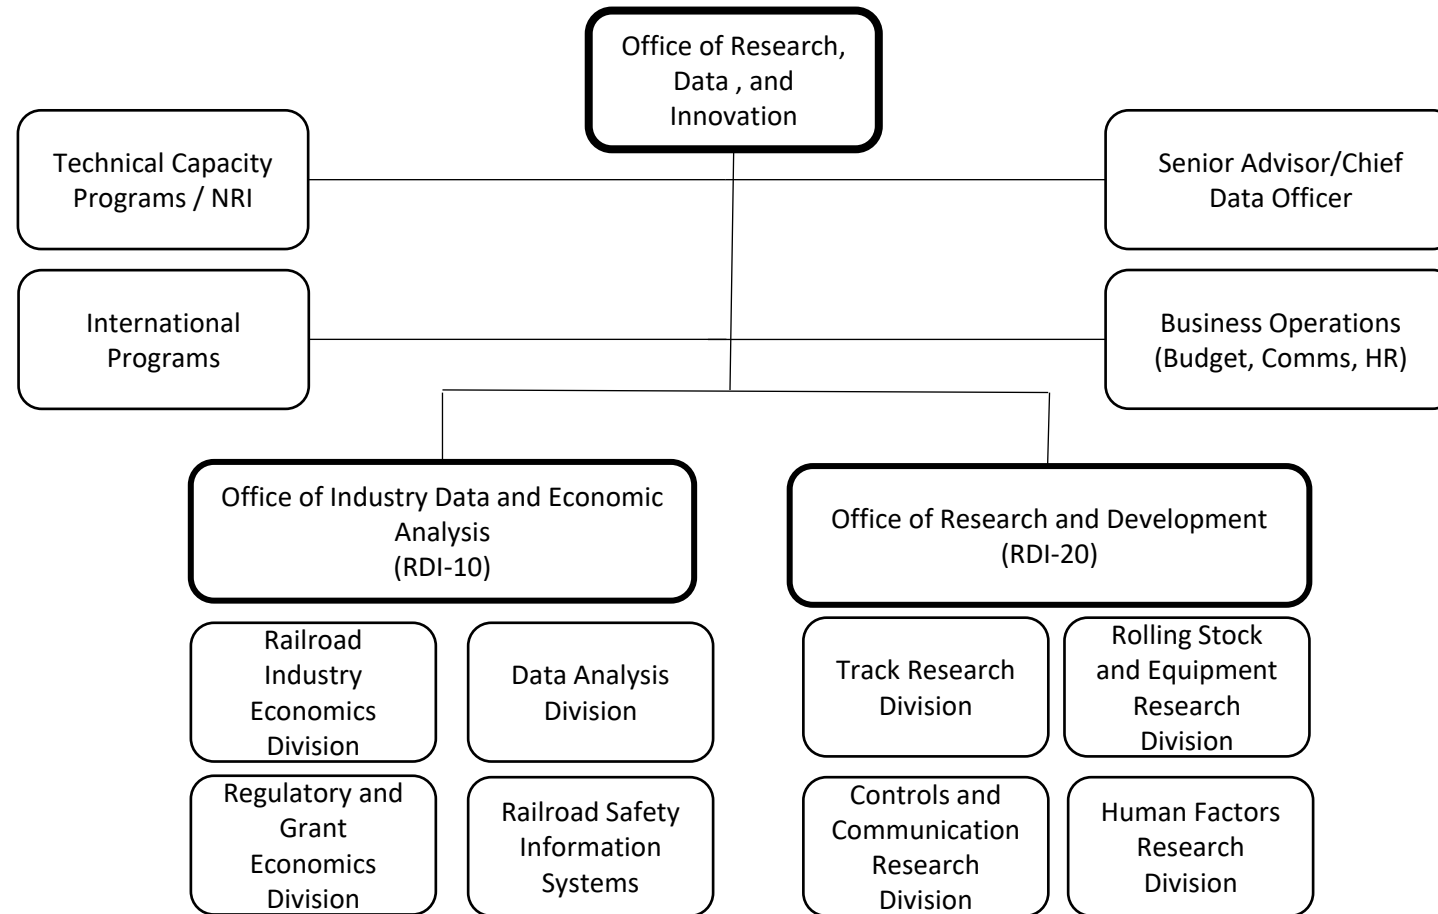 Office of Research,
Data , and
Innovation
Technical Capacity
Programs / NRI
Senior Advisor/Chief
Data Officer
International
Programs
Business Operations
(Budget, Comms, HR)
Office of Industry Data and Economic
Analysis
(RDI-10)
Office of Research and Development
(RDI-20)
Railroad
Industry
Economics
Division
Data Analysis
Division
Track Research
Division
Rolling Stock
and Equipment
Research
Division
Regulatory and
Grant
Economics
Division
Railroad Safety
Information
Systems
Controls and
Communication
Research
Division
Human Factors
Research
Division